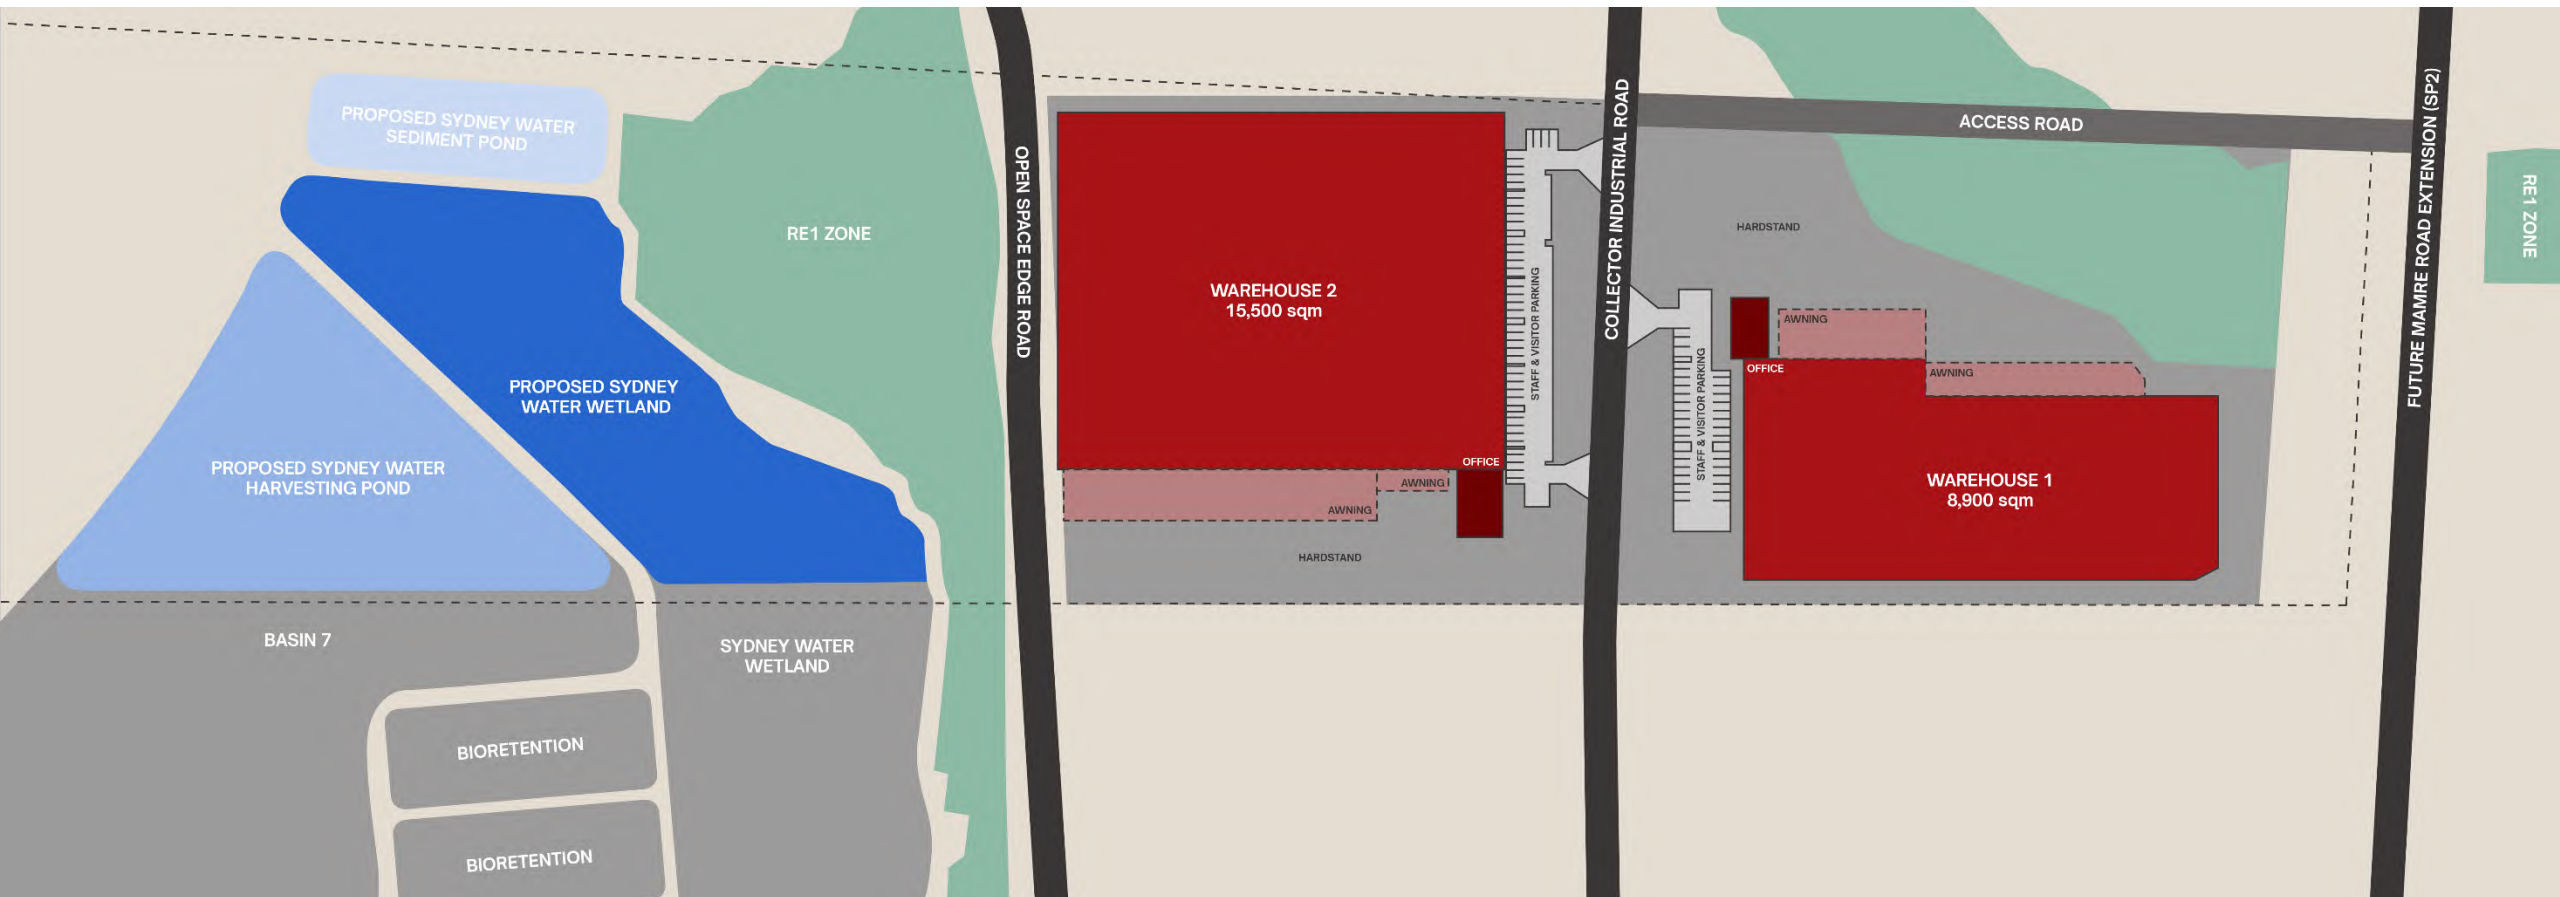 PROPOSED SYDNEY WATER
SEDIMENT POND
PROPOSED SYDNEY
WATER WETLAND
PROPOSED SYDNEY WATER
HARVESTING POND
BASIN 7
BIORETENTION
BIORETENTION
SYDNEY WATER
WETLAND
RE1 ZONE
OPEN SPACE EDGE ROAD
WAREHOUSE 2
15,500 sqm
OFFICE
AWNING
AWNING
HARDSTAND
STAFF & VISITOR PARKING
COLLECTOR INDUSTRIAL ROAD
ACCESS ROAD
HARDSTAND
STAFF & VISITOR PARKING
OFFICE
AWNING
AWNING
WAREHOUSE 1
8,900 sqm
FUTURE MAMRE ROAD EXTENSION (SP2)
RE1 ZONE